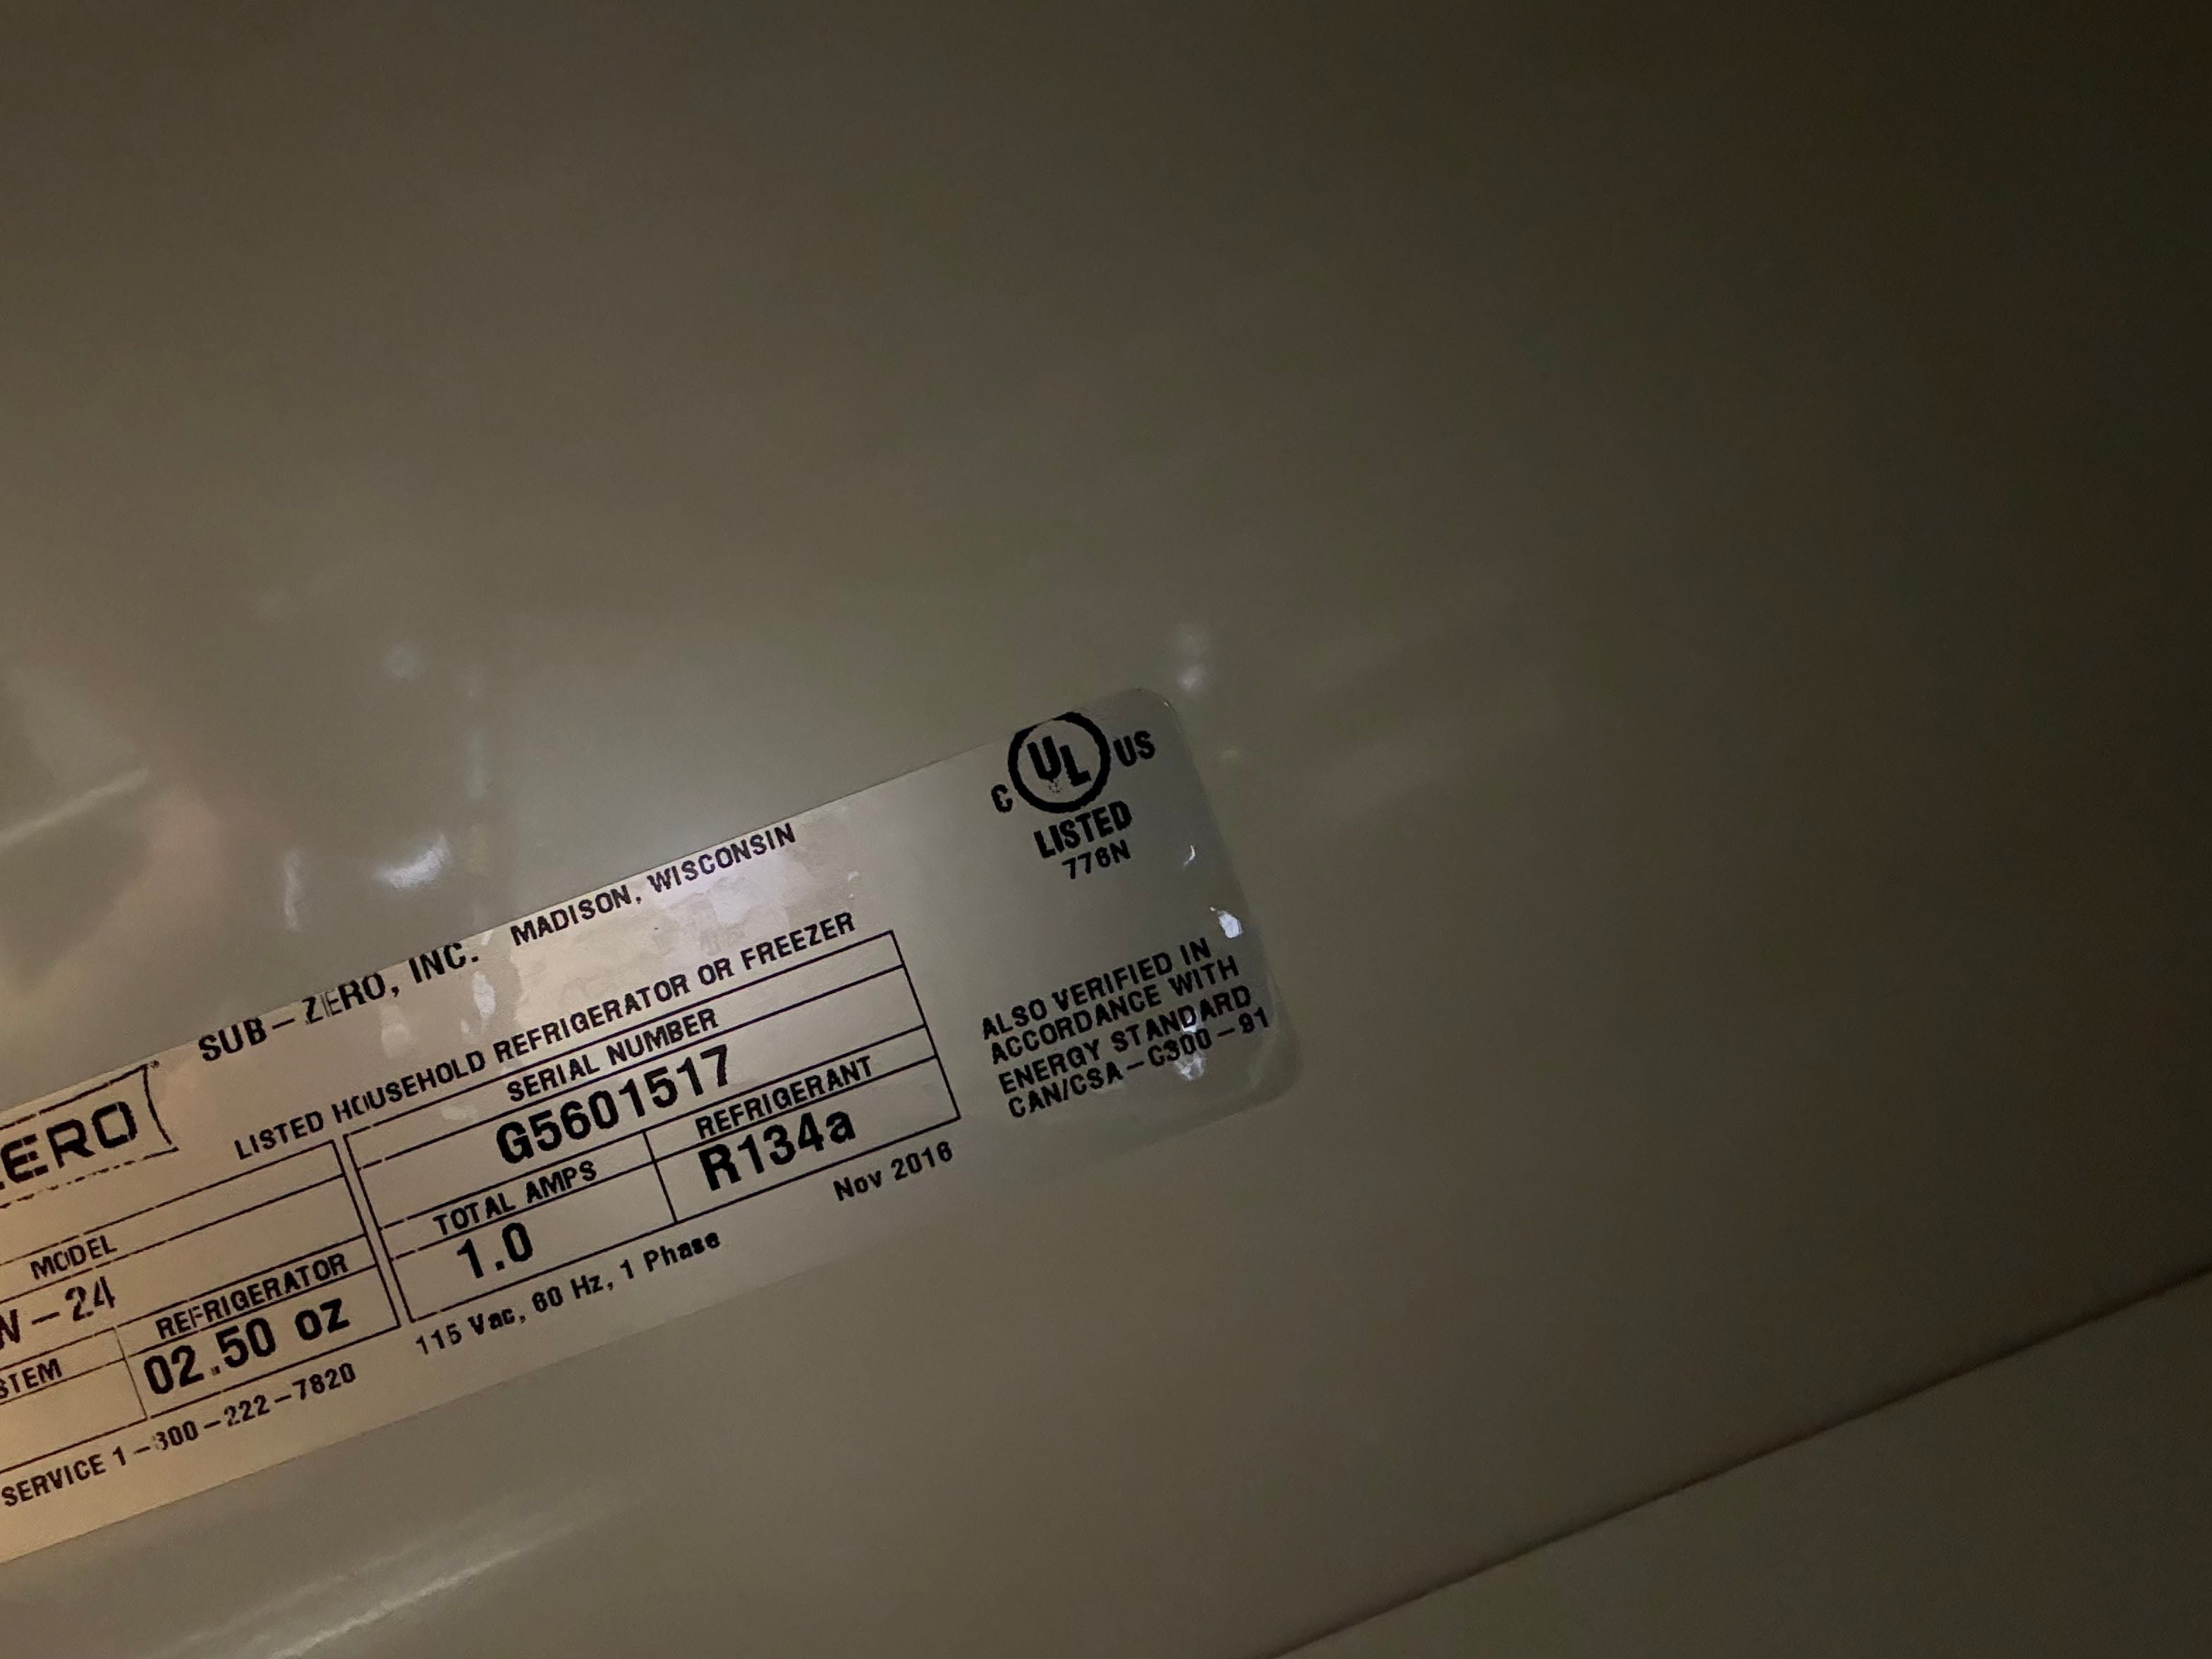 SUB-ZERO, INC. MADISON, WISCONSIN
LISTED HOUSEHOLD REFRIGERATOR OR FREEZER
ERO
MODEL
W-24
SERIAL NUMBER
G5601517
STEM
REFRIGERATOR
02.50 oz
TOTAL AMPS
1.0
REFRIGERANT
R134a
SERVICE 1-800-222-7820
115 Vac, 60 Hz, 1 Phase
Nov 2016
C UL US
LISTED
776N
ALSO VERIFIED IN
ACCORDANCE WITH
ENERGY STANDARD
CAN/CSA-C300-91